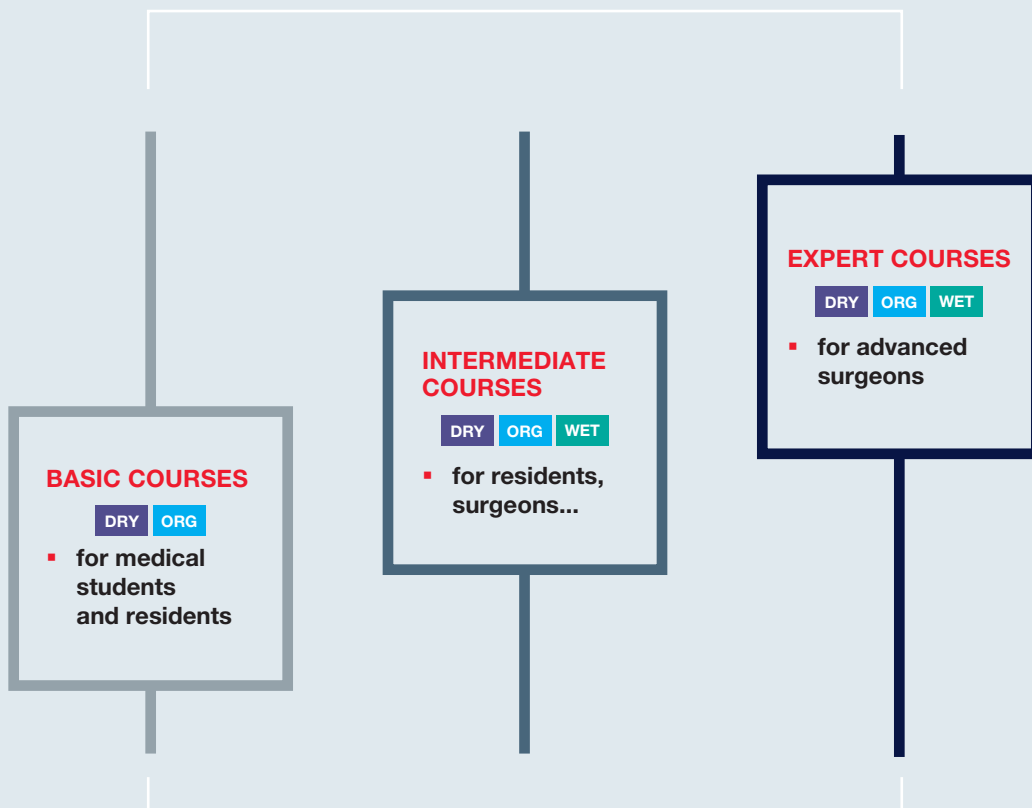 BASIC COURSES
DRY ORG
▪ for medical
students
and residents
INTERMEDIATE
COURSES
DRY ORG WET
▪ for residents,
surgeons...
EXPERT COURSES
DRY ORG WET
▪ for advanced
surgeons